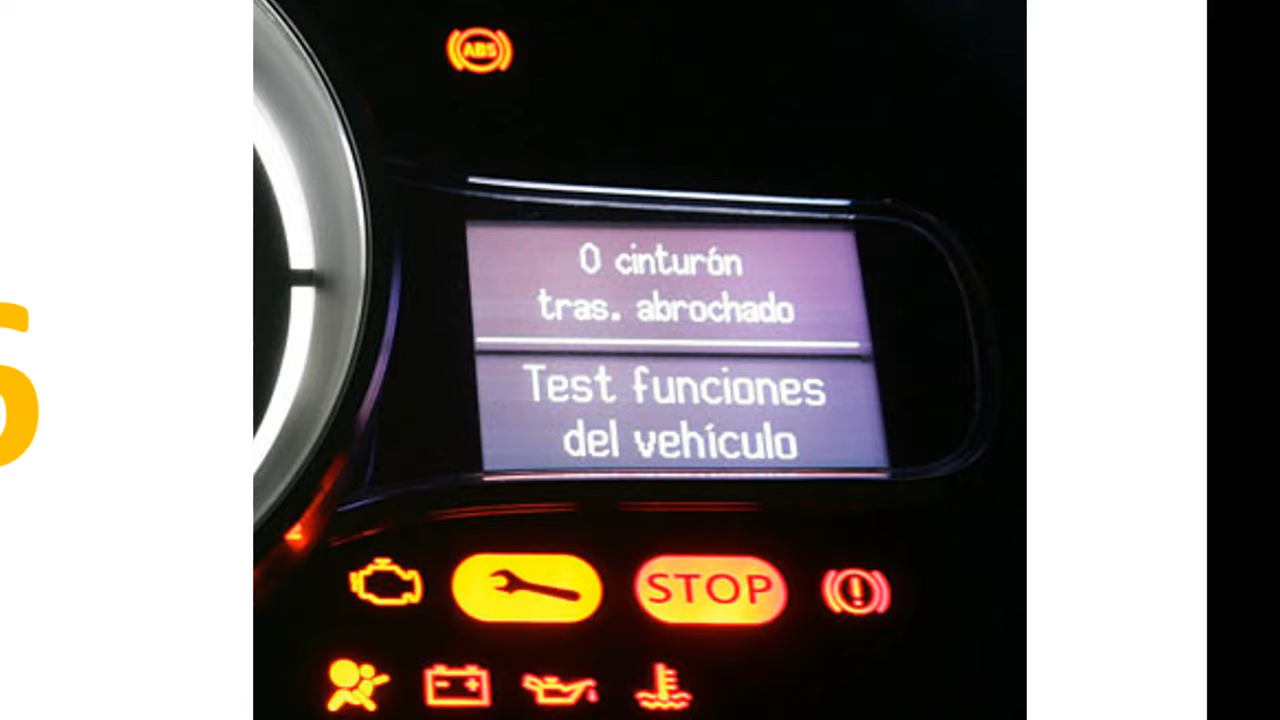 ABS
0 cinturón
tras. abrochado
Test funciones
del vehículo
STOP